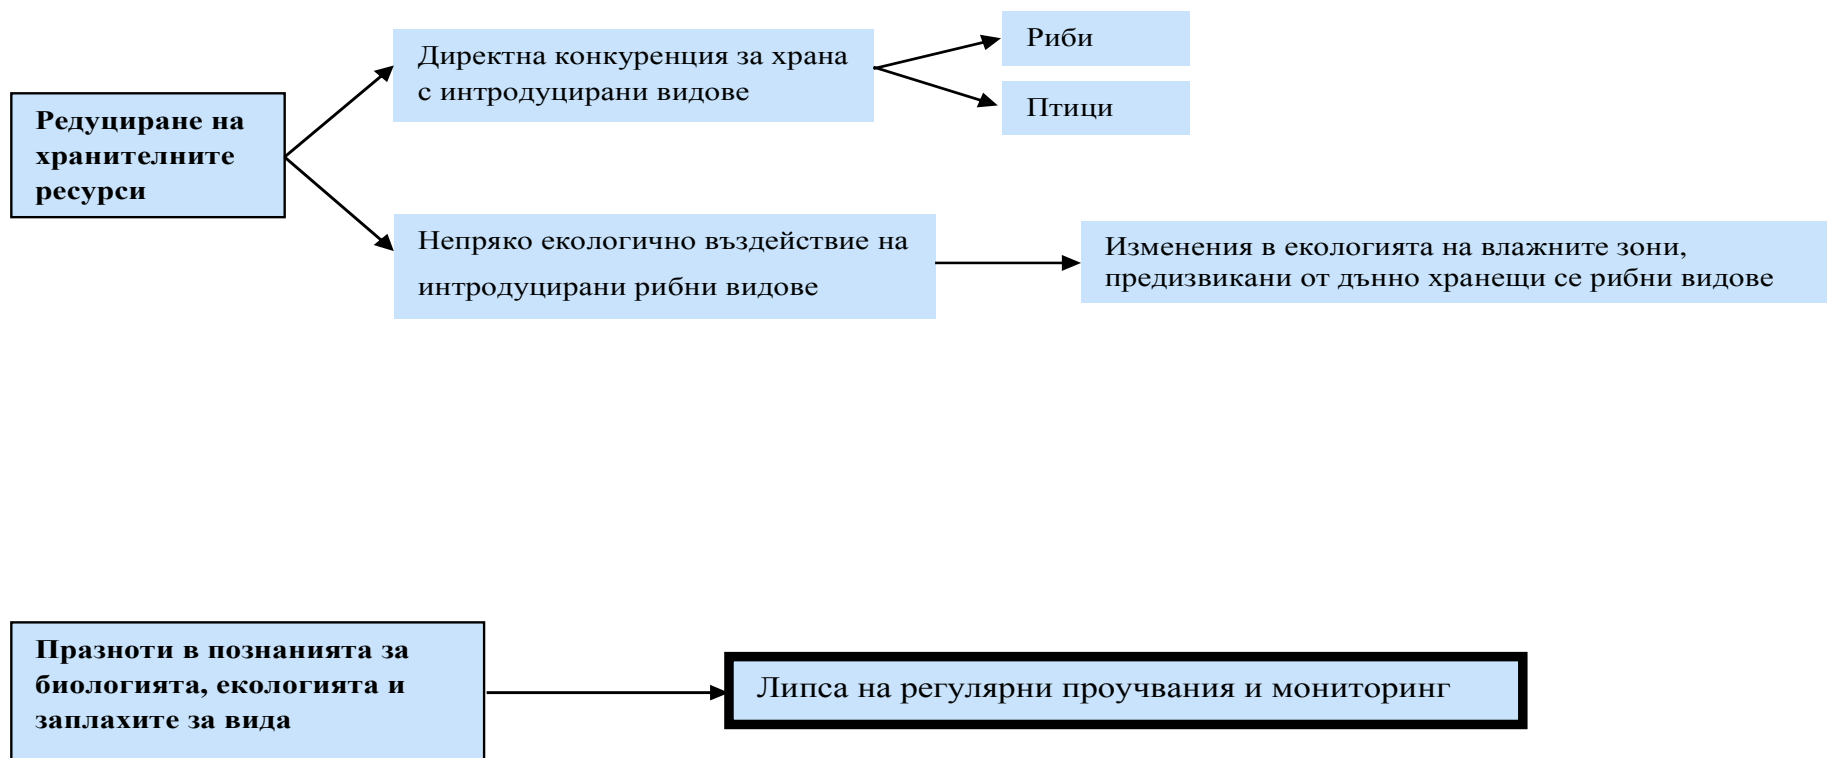 Редуциране на
хранителните
ресурси
Директна конкуренция за храна
с интродуцирани видове
Риби
Птици
Непряко екологично въздействие на
интродуцирани рибни видове
Изменения в екологията на влажните зони,
предизвикани от дънно хранещи се рибни видове
Празноти в познанията за
биологията, екологията и
заплахите за вида
Липса на регулярни проучвания и мониторинг